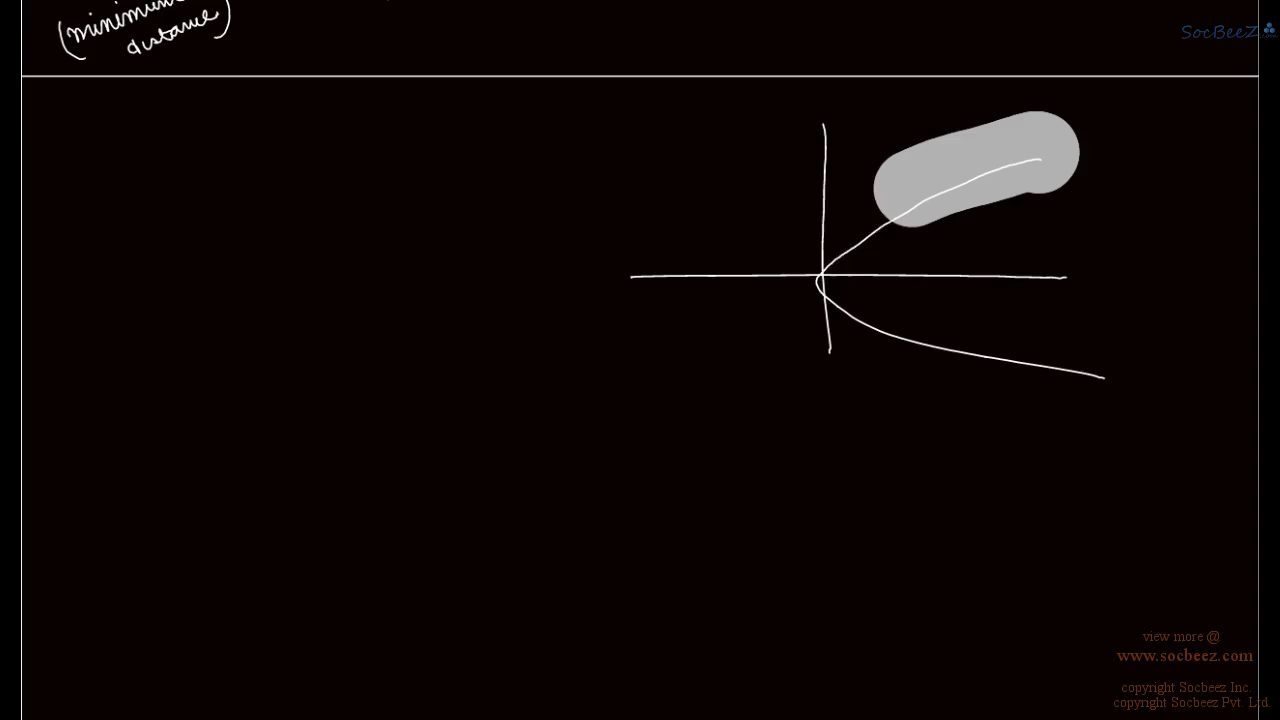 (minimum
distance)
SocBeeZ
view more @
www.socbeez.com
copyright Socbeez Inc.
copyright Socbeez Pvt. Ltd.